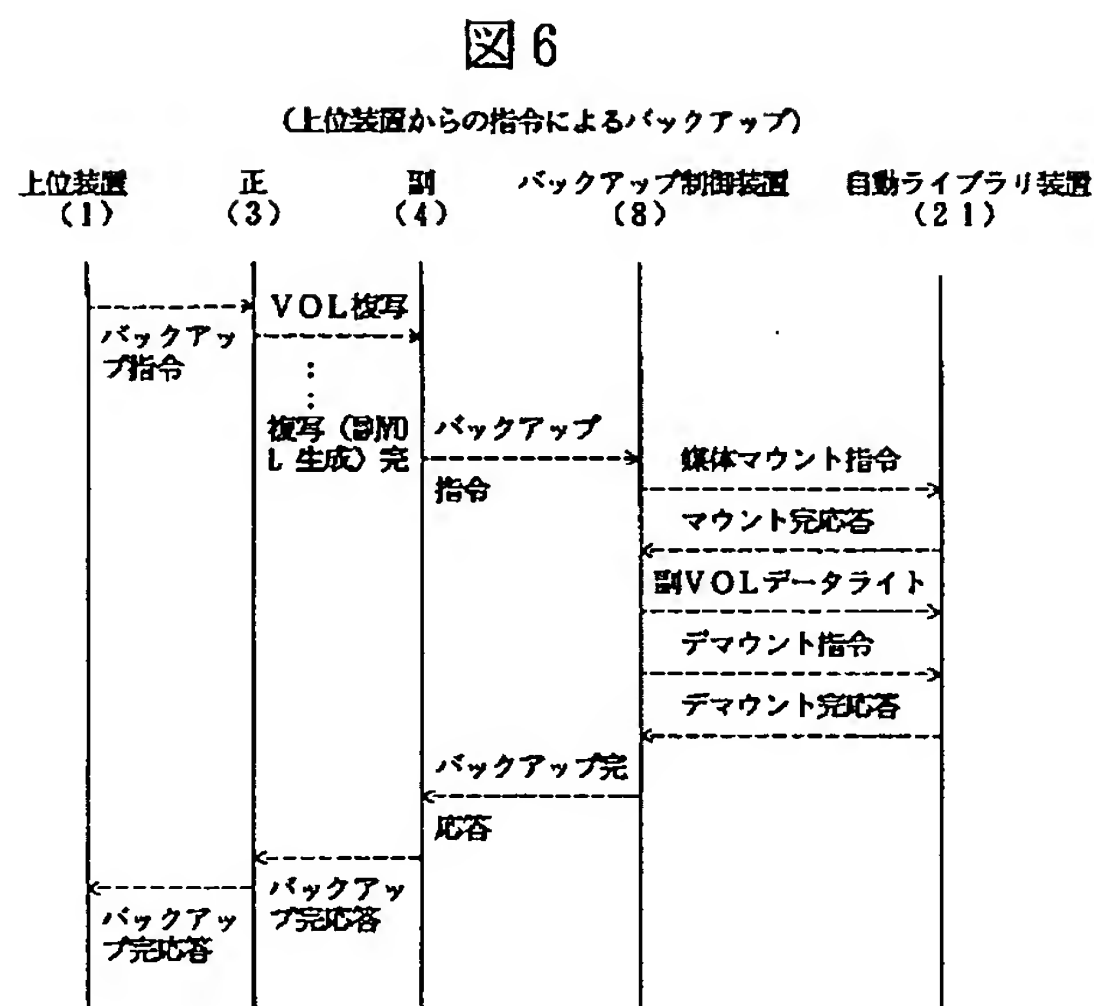 図6
(上位装置からの指令によるバックアップ)
上位装置
(1)
正
(3)
副
(4)
バックアップ制御装置
(8)
自動ライブラリ装置
(21)
バックアッ
プ指令
VOL複写
:
:
複写(副VO
L 生成)完
バックアップ
指令
媒体マウント指令
マウント完応答
副VOLデータライト
デマウント指令
デマウント完応答
バックアップ完
応答
バックアッ
プ完応答
バックアッ
プ完応答